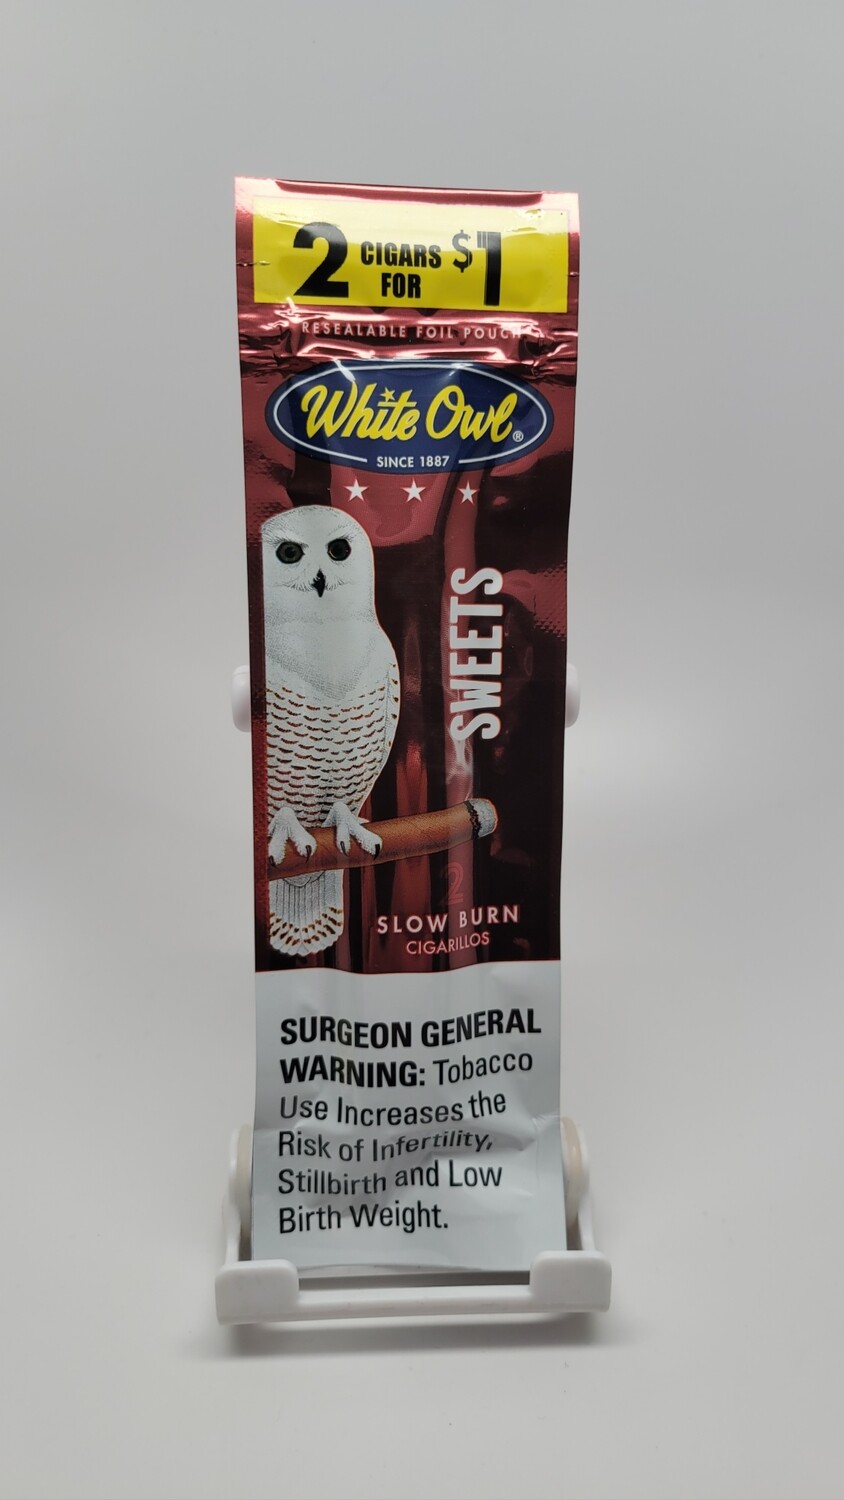 2 CIGARS FOR $1
RESEALABLE FOIL POUCH
White Owl®
SINCE 1887
SWEETS
2
SLOW BURN
CIGARILLOS
SURGEON GENERAL
WARNING: Tobacco
Use Increases the
Risk of Infertility,
Stillbirth and Low
Birth Weight.